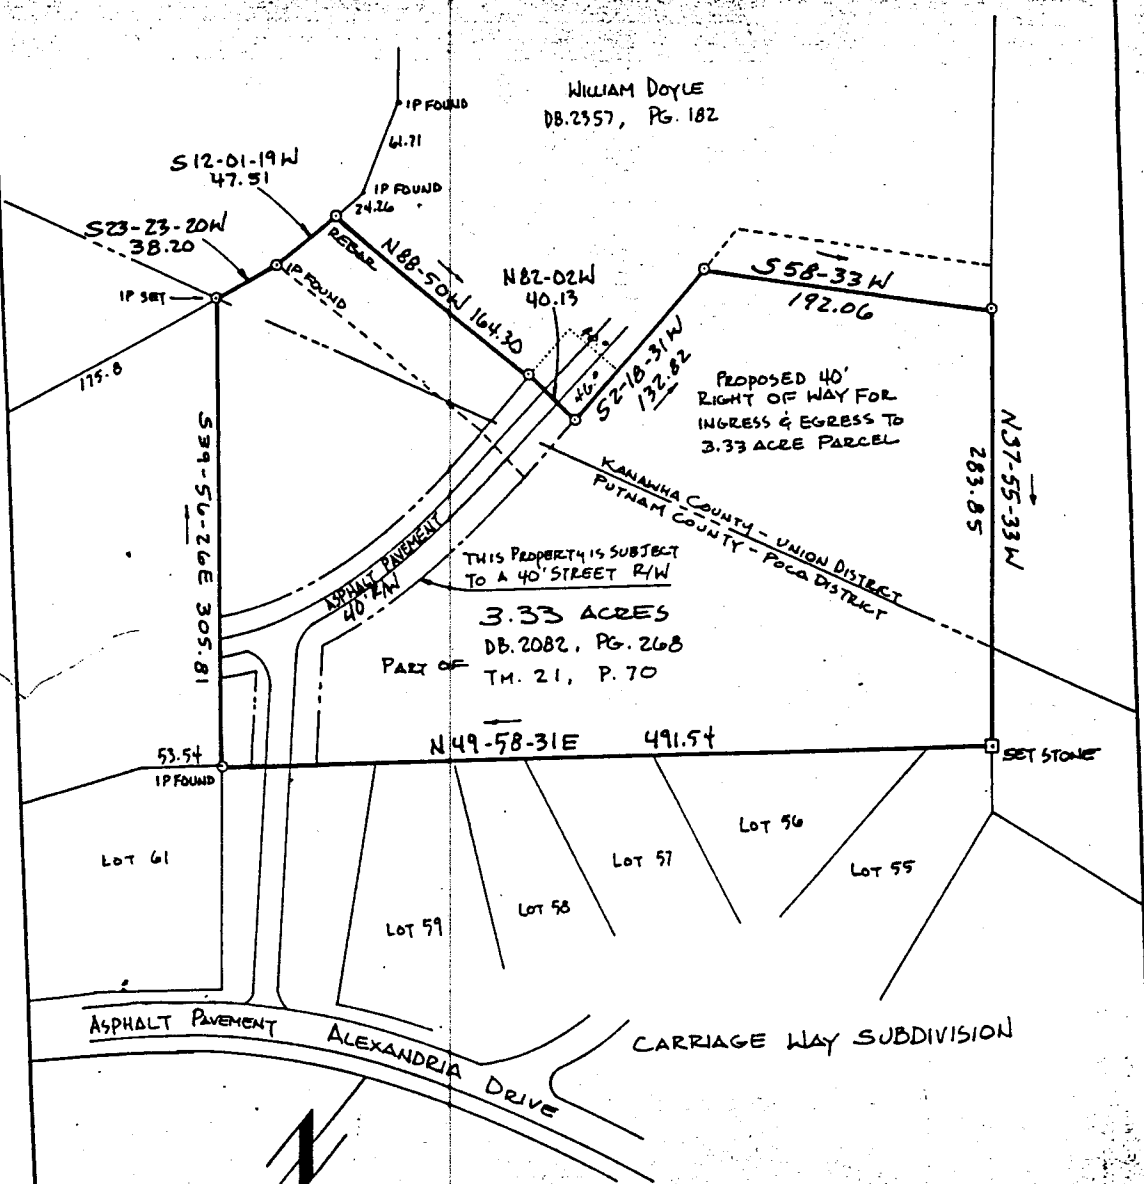 WILLIAM DOYLE
DB.2357, PG. 182
IP FOUND
61.71
S12-01-19W
47.51
IP FOUND
24.26
S23-23-20W
38.20
REBAR
IP FOUND
IP SET
N88-50W 164.30
N82-02W
40.13
S58-33W
192.06
40'
S2-18-31W
132.82
175.8
PROPOSED 40'
RIGHT OF WAY FOR
INGRESS & EGRESS TO
3.33 ACRE PARCEL
N37-55-33W
283.85
S39-56-26E 305.81
KANAWHA COUNTY - UNION DISTRICT
PUTNAM COUNTY - POCA DISTRICT
ASPHALT PAVEMENT
40' R/W
THIS PROPERTY IS SUBJECT
TO A 40' STREET R/W
3.33 ACRES
DB.2082, PG. 268
PART OF
TM. 21, P. 70
N49-58-31E 491.54
53.54
IP FOUND
SET STONE
LOT 61
LOT 59
LOT 58
LOT 57
LOT 56
LOT 55
ASPHALT PAVEMENT
ALEXANDRIA DRIVE
CARRIAGE WAY SUBDIVISION